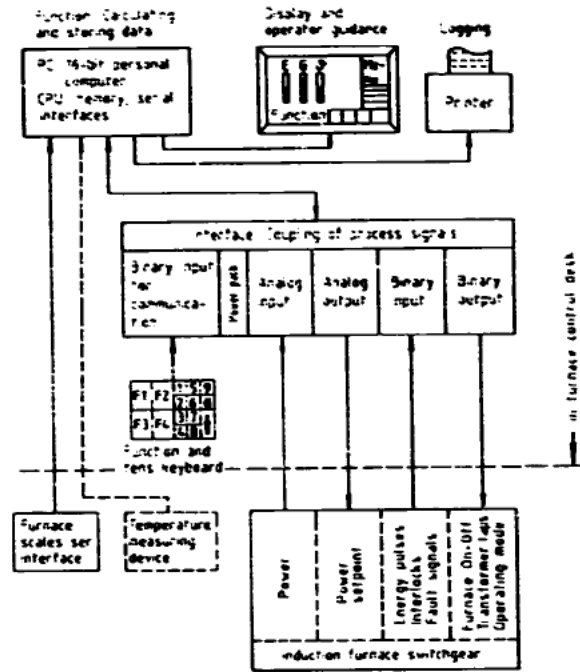 Function Calculating
and storing data
PC 16-bit personal
computer
CPU, memory, serial
interfaces
Display and
operator guidance
Function
Logging
Printer
Interface Coupling of process signals
Binary input
for
communica-
tion
Power pack
Analog
input
Analog
output
Binary
input
Binary
output
in furnace control desk
F1 F2
F3 F4
Function and
keyboard
Furnace
scales ser
interface
Temperature
measuring
device
Power
Power
setpoint
Energy pulses
Interlocks
Fault signals
Furnace On-Off
Transformer taps
Operating mode
Induction furnace switchgear